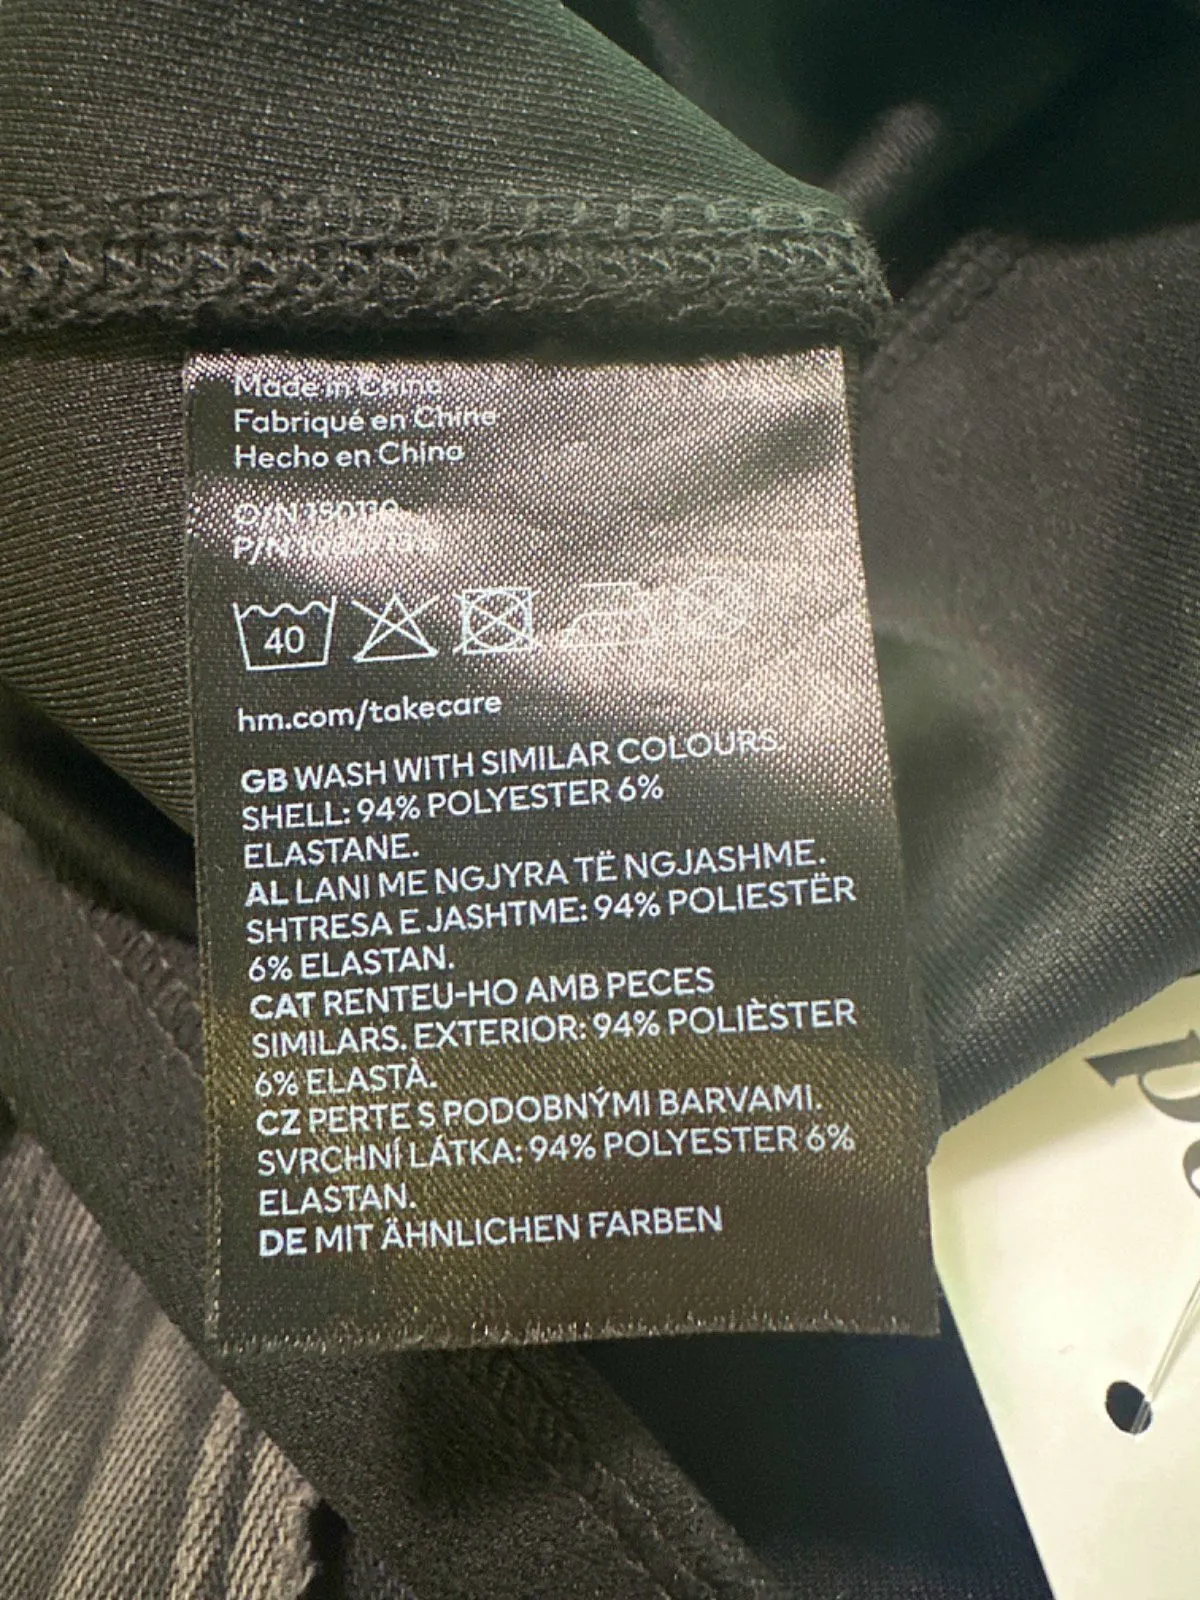 Made in China
Fabriqué en Chine
Hecho en China
O/N
P/N
40
hm.com/takecare
GB WASH WITH SIMILAR COLOURS.
SHELL: 94% POLYESTER 6%
ELASTANE.
AL LANI ME NGJYRA TË NGJASHME.
SHTRESA E JASHTME: 94% POLIESTËR
6% ELASTAN.
CAT RENTEU-HO AMB PECES
SIMILARS. EXTERIOR: 94% POLIÈSTER
6% ELASTÀ.
CZ PERTE S PODOBNÝMI BARVAMI.
SVRCHNÍ LÁTKA: 94% POLYESTER 6%
ELASTAN.
DE MIT ÄHNLICHEN FARBEN